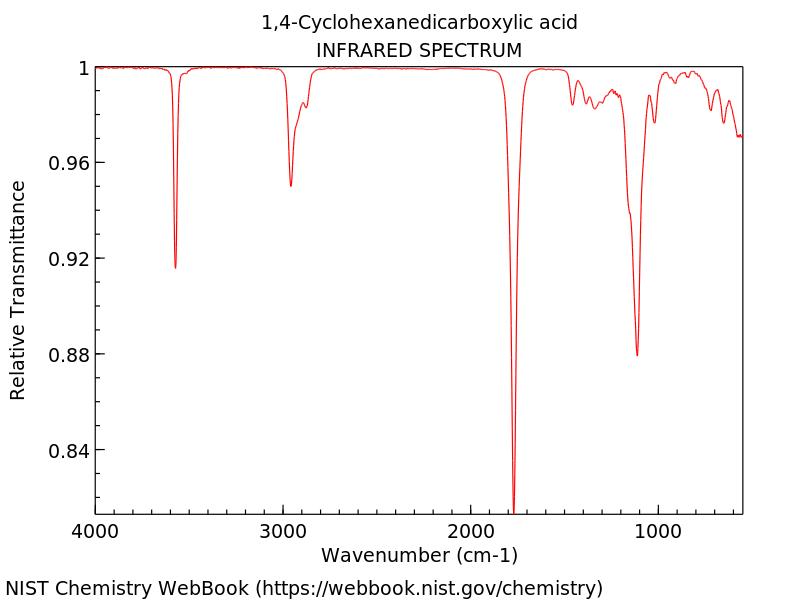 1,4-Cyclohexanedicarboxylic acid
INFRARED SPECTRUM
1
0.96
0.92
0.88
0.84
Relative Transmittance
4000 3000 2000 1000
Wavenumber (cm-1)
NIST Chemistry WebBook (https://webbook.nist.gov/chemistry)